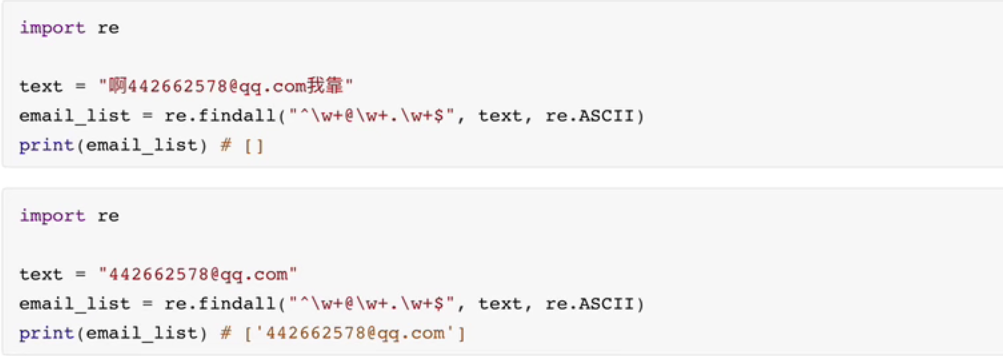 import re
text = "啊442662578@qq.com我靠"
email_list = re.findall("^\w+@\w+.\w+$", text, re.ASCII)
print(email_list) # []
import re
text = "442662578@qq.com"
email_list = re.findall("^\w+@\w+.\w+$", text, re.ASCII)
print(email_list) # ['442662578@qq.com']